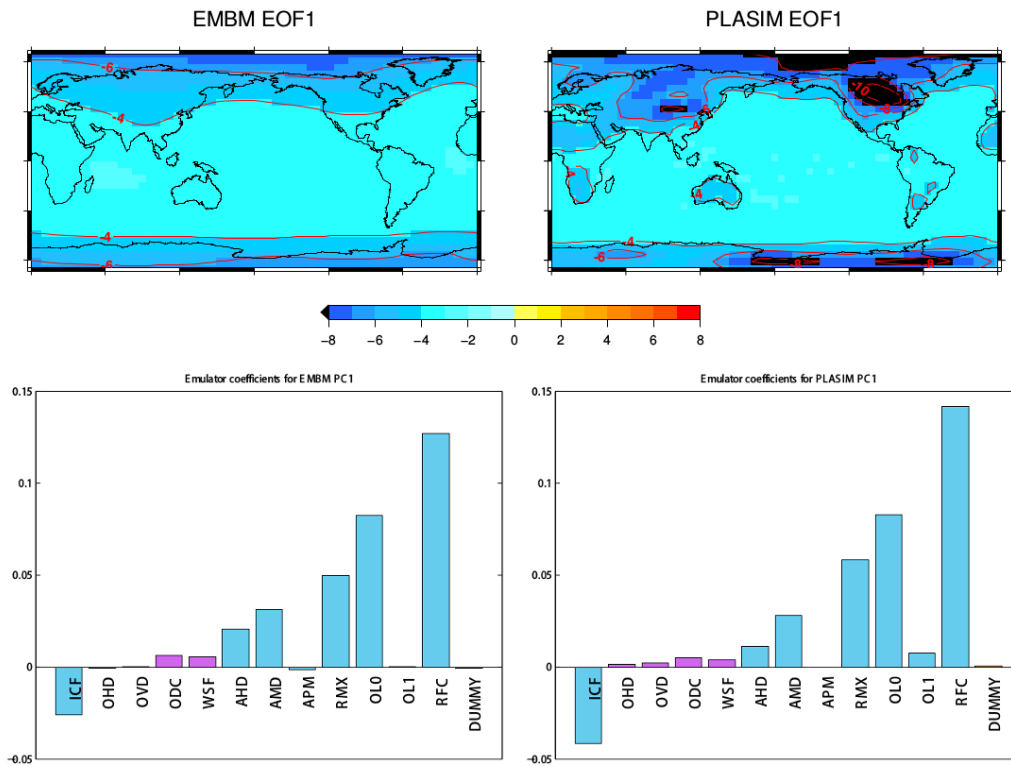 EMBM EOF1
PLASIM EOF1
-6
-4
-4
-6
-10
-6
-4
-4
-6
-8
4
−8 −6 −4 −2 0 2 4 6 8
Emulator coefficients for EMBM PC1
0.15
0.1
0.05
0
−0.05
ICF
OHD
OVD
ODC
WSF
AHD
AMD
APM
RMX
OL0
OL1
RFC
DUMMY
Emulator coefficients for PLASIM PC1
0.15
0.1
0.05
0
−0.05
ICF
OHD
OVD
ODC
WSF
AHD
AMD
APM
RMX
OL0
OL1
RFC
DUMMY